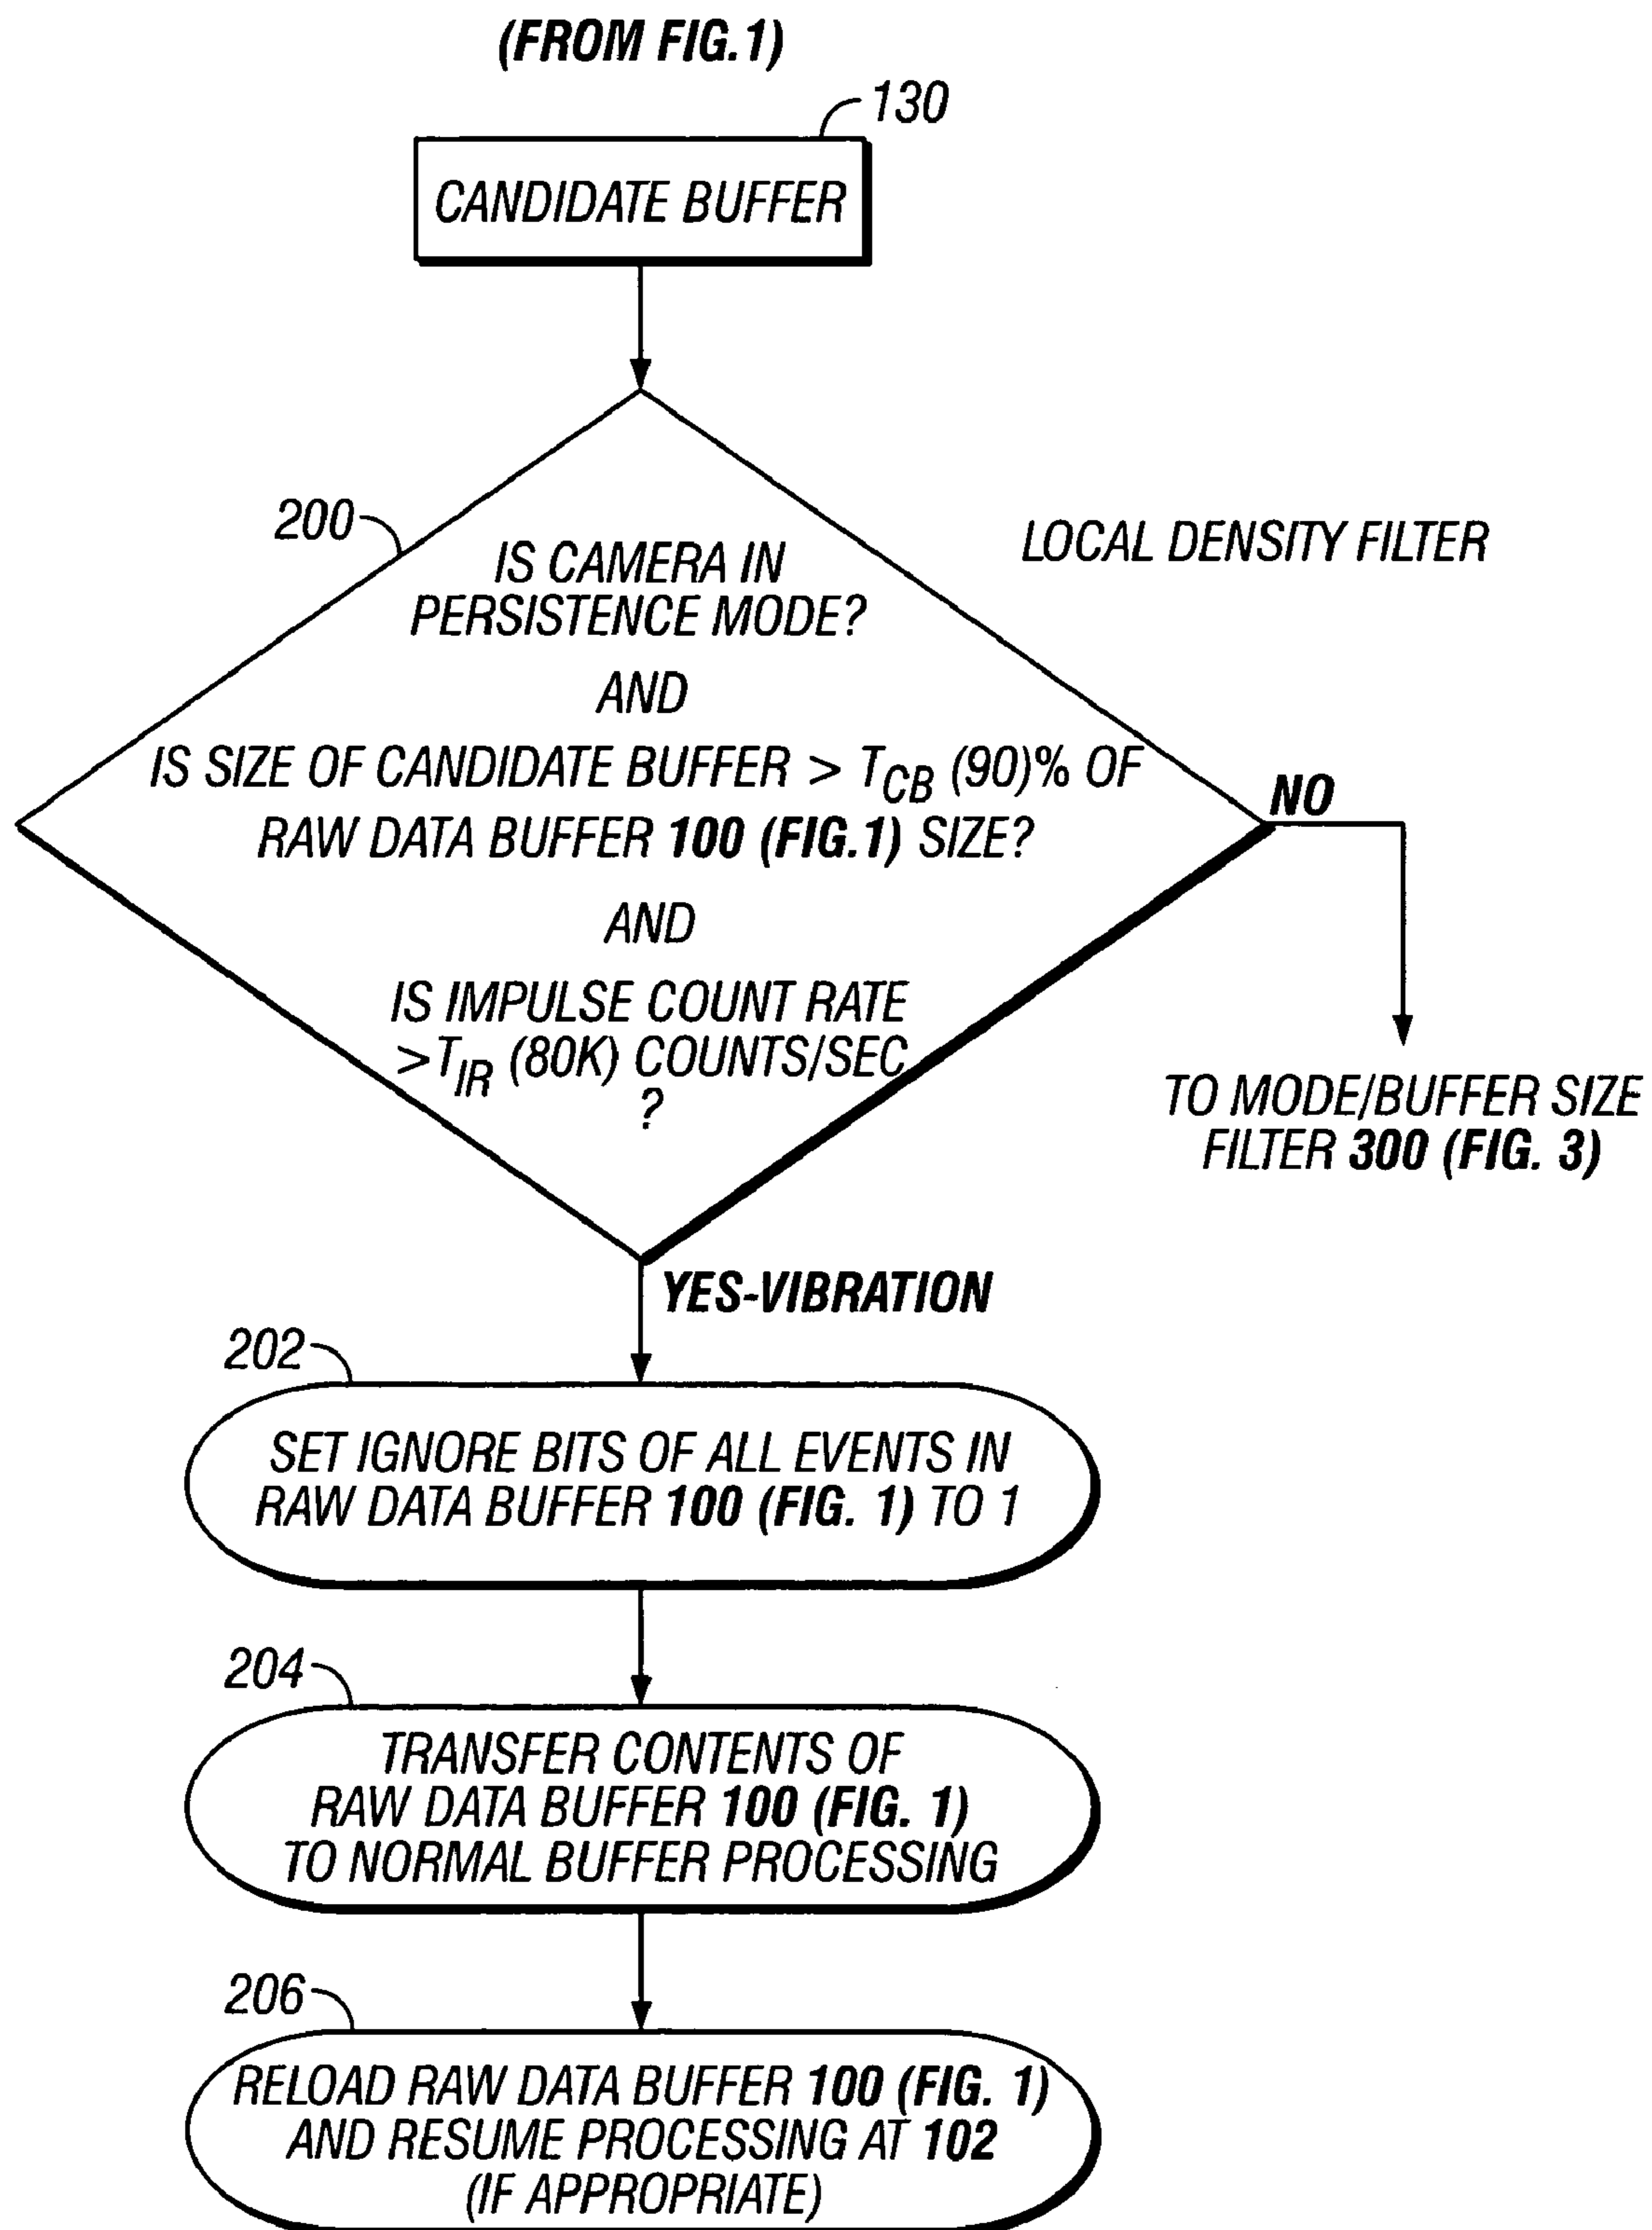 (FROM FIG.1)
130
CANDIDATE BUFFER
200
LOCAL DENSITY FILTER
IS CAMERA IN
PERSISTENCE MODE?
AND
IS SIZE OF CANDIDATE BUFFER > TCB (90)% OF
RAW DATA BUFFER 100 (FIG.1) SIZE?
NO
AND
IS IMPULSE COUNT RATE
>TIR (80K) COUNTS/SEC
?
TO MODE/BUFFER SIZE
FILTER 300 (FIG. 3)
YES-VIBRATION
202
SET IGNORE BITS OF ALL EVENTS IN
RAW DATA BUFFER 100 (FIG. 1) TO 1
204
TRANSFER CONTENTS OF
RAW DATA BUFFER 100 (FIG. 1)
TO NORMAL BUFFER PROCESSING
206
RELOAD RAW DATA BUFFER 100 (FIG. 1)
AND RESUME PROCESSING AT 102
(IF APPROPRIATE)